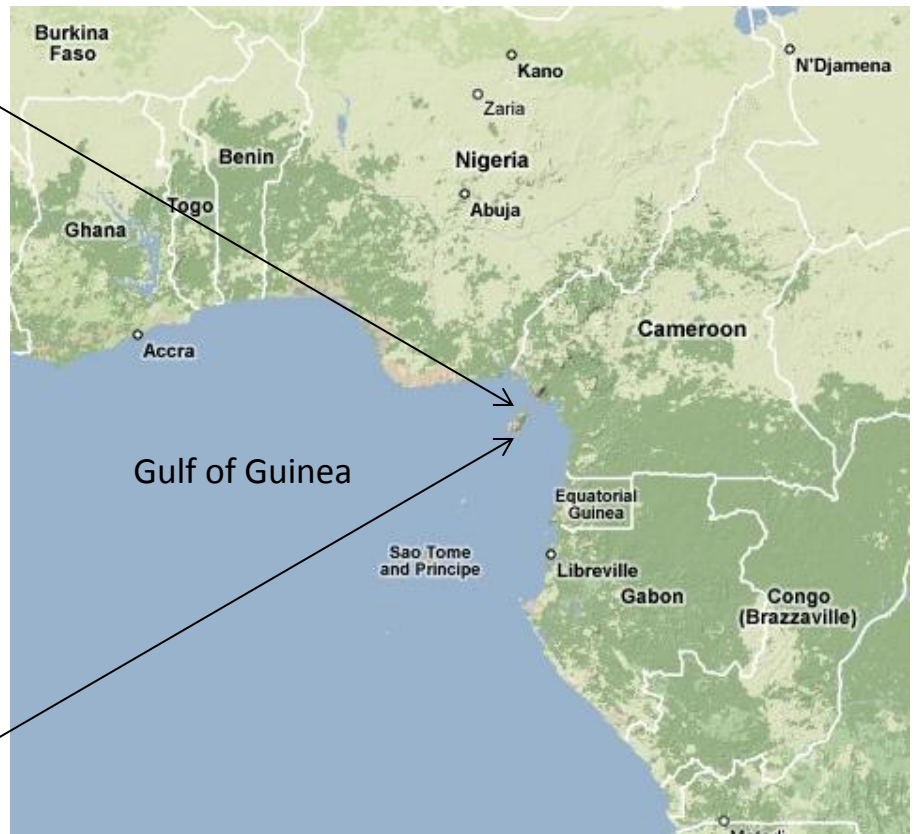 Burkina
Faso
Kano
N'Djamena
Zaria
Benin
Nigeria
Abuja
Togo
Ghana
Cameroon
Accra
Gulf of Guinea
Equatorial
Guinea
Sao Tome
and Principe
Libreville
Gabon
Congo
(Brazzaville)